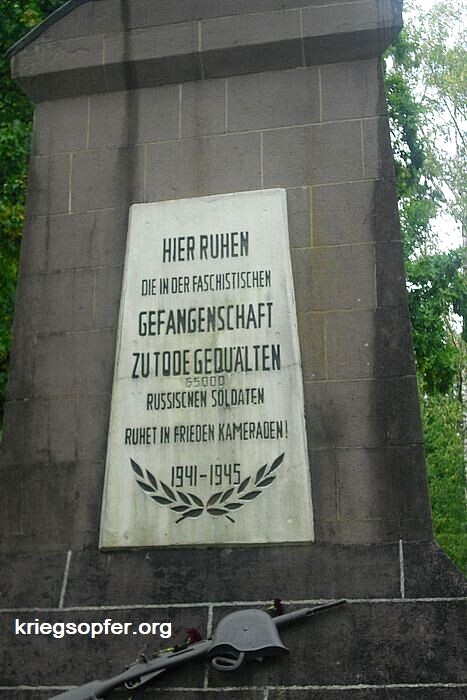 HIER RUHEN
DIE IN DER FASCHISTISCHEN
GEFANGENSCHAFT
ZU TODE GEQUÄLTEN
65000
RUSSISCHEN SOLDATEN
RUHET IN FRIEDEN KAMERADEN!
1941-1945
kriegsopfer.org